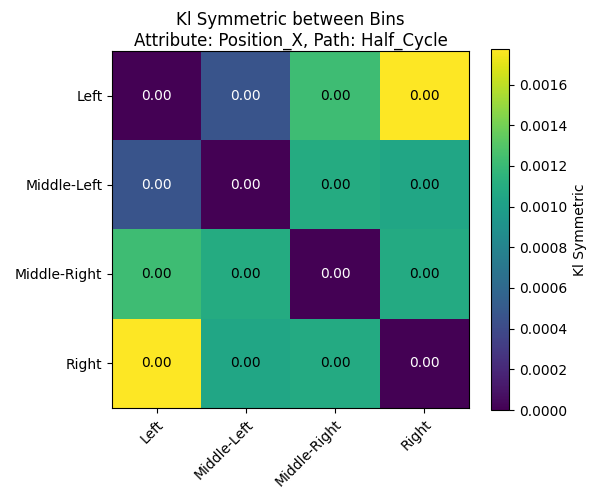 Kl Symmetric between Bins
Attribute: Position_X, Path: Half_Cycle
Left
0.00 0.00 0.00 0.00
Middle-Left
0.00 0.00 0.00 0.00
Middle-Right
0.00 0.00 0.00 0.00
Right
0.00 0.00 0.00 0.00
Left
Middle-Left
Middle-Right
Right
0.0016
0.0014
0.0012
0.0010
0.0008
0.0006
0.0004
0.0002
0.0000
Kl Symmetric